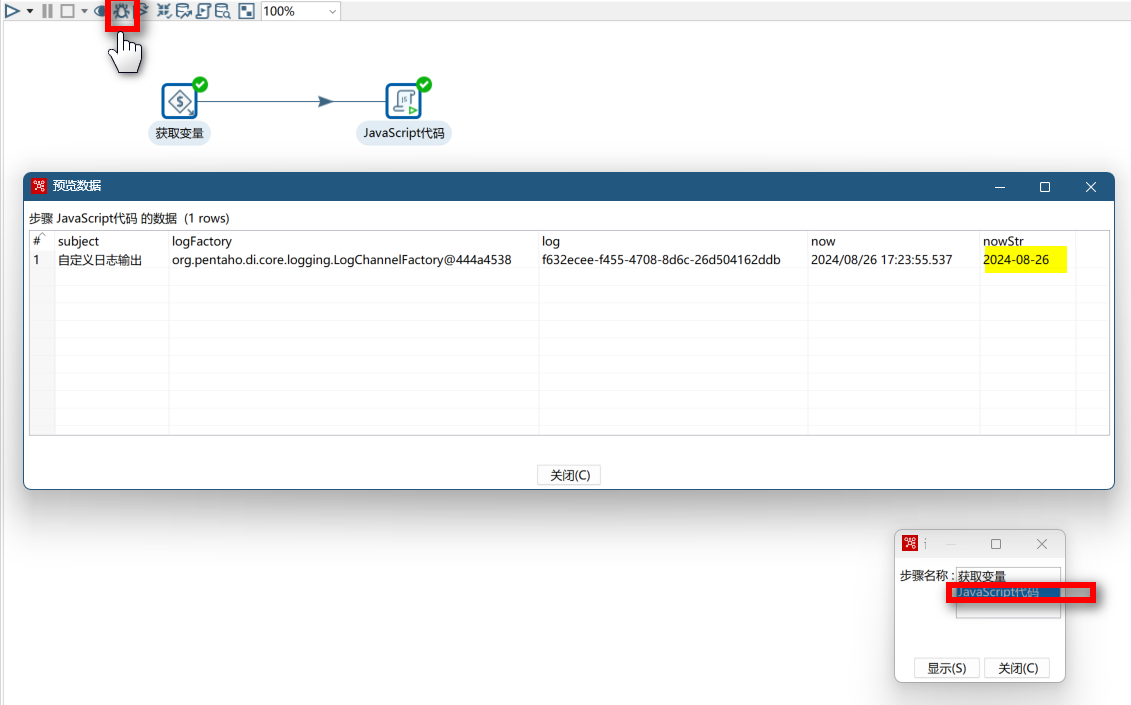 100%
获取变量
JavaScript代码
预览数据
步骤 JavaScript代码 的数据 (1 rows)
# subject logFactory log now nowStr
1 自定义日志输出 org.pentaho.di.core.logging.LogChannelFactory@444a4538 f632ecee-f455-4708-8d6c-26d504162ddb 2024/08/26 17:23:55.537 2024-08-26
关闭(C)
步骤名称 : 获取变量
JavaScript代码
显示(S) 关闭(C)